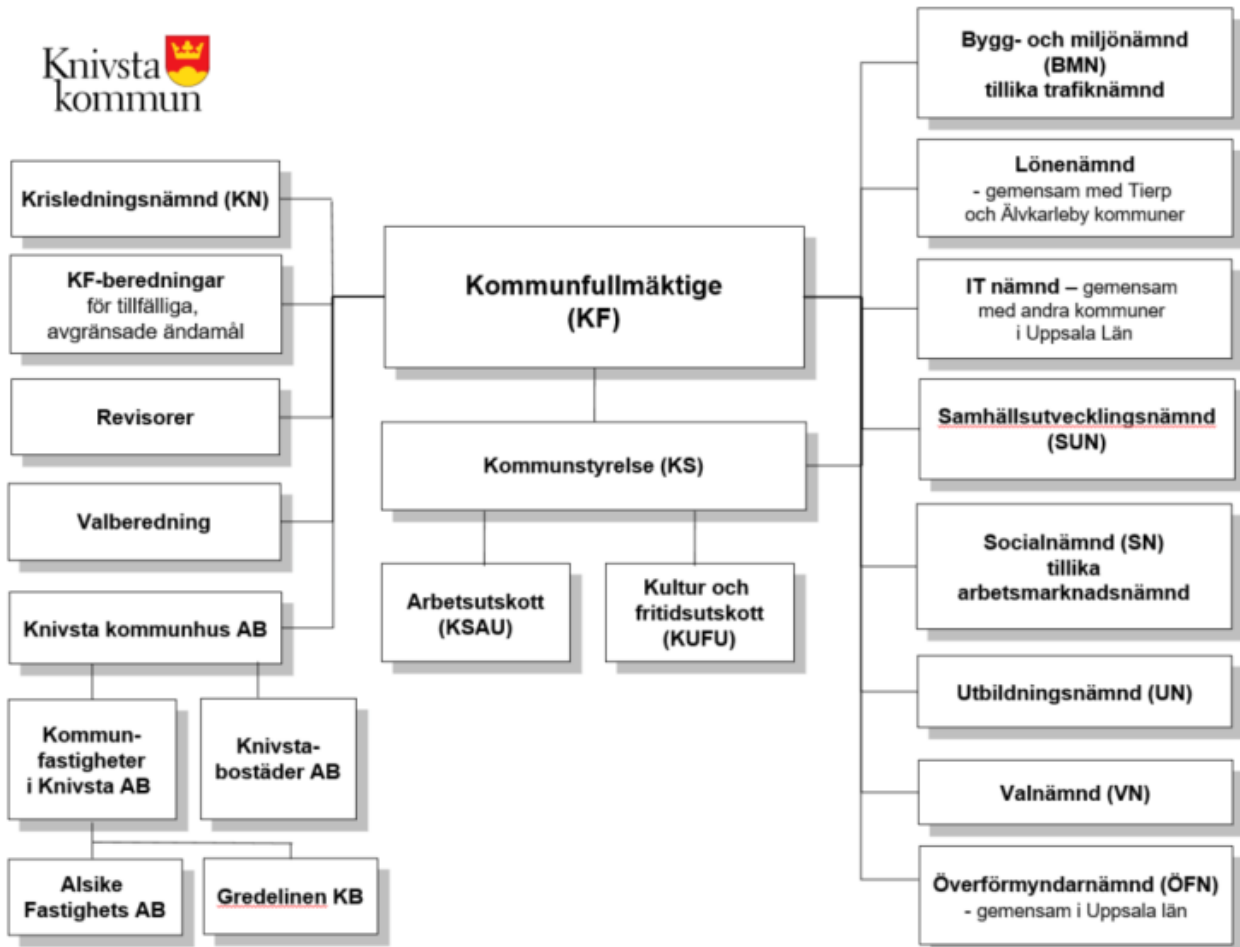 Knivsta
kommun
Krisledningsnämnd (KN)
KF-beredningar
för tillfälliga,
avgränsade ändamål
Revisorer
Valberedning
Knivsta kommunhus AB
Kommun-
fastigheter
i Knivsta AB
Knivsta-
bostäder AB
Alsike
Fastighets AB
Gredelinen KB
Kommunfullmäktige
(KF)
Kommunstyrelse (KS)
Arbetsutskott
(KSAU)
Kultur och
fritidsutskott
(KUFU)
Bygg- och miljönämnd
(BMN)
tillika trafiknämnd
Lönenämnd
- gemensam med Tierp
och Älvkarleby kommuner
IT nämnd – gemensam
med andra kommuner
i Uppsala Län
Samhällsutvecklingsnämnd
(SUN)
Socialnämnd (SN)
tillika
arbetsmarknadsnämnd
Utbildningsnämnd (UN)
Valnämnd (VN)
Överförmyndarnämnd (ÖFN)
- gemensam i Uppsala län